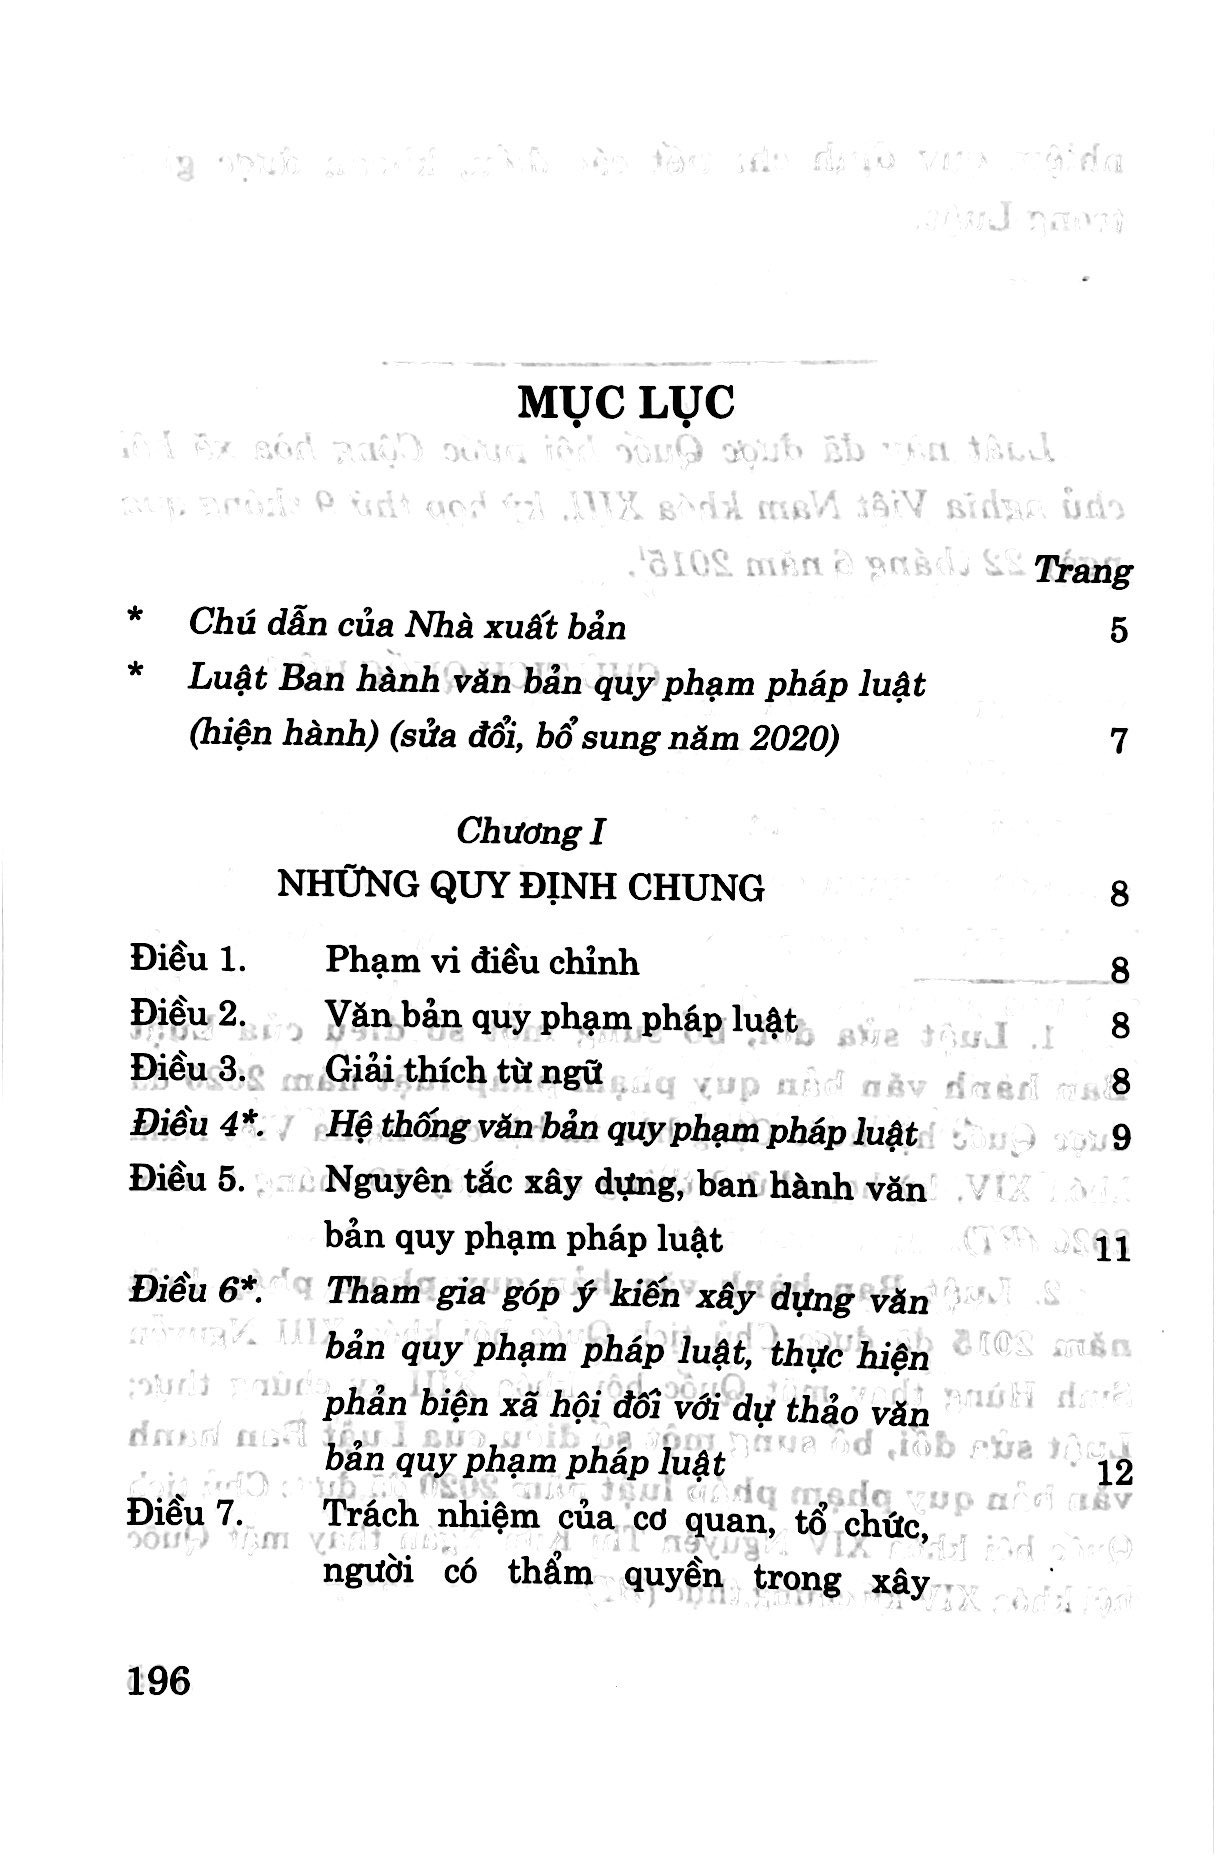 MỤC LỤC
Trang
* Chú dẫn của Nhà xuất bản 5
* Luật Ban hành văn bản quy phạm pháp luật
(hiện hành) (sửa đổi, bổ sung năm 2020) 7
Chương I
NHỮNG QUY ĐỊNH CHUNG 8
Điều 1. Phạm vi điều chỉnh 8
Điều 2. Văn bản quy phạm pháp luật 8
Điều 3. Giải thích từ ngữ 8
Điều 4*. Hệ thống văn bản quy phạm pháp luật 9
Điều 5. Nguyên tắc xây dựng, ban hành văn
bản quy phạm pháp luật 11
Điều 6*. Tham gia góp ý kiến xây dựng văn
bản quy phạm pháp luật, thực hiện
phản biện xã hội đối với dự thảo văn
bản quy phạm pháp luật 12
Điều 7. Trách nhiệm của cơ quan, tổ chức,
người có thẩm quyền trong xây
196